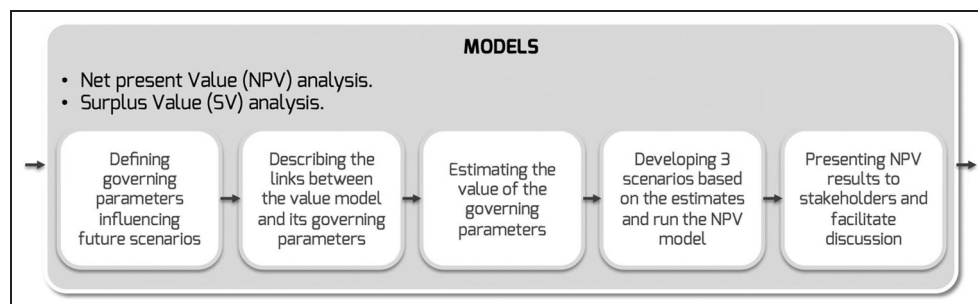 MODELS
• Net present Value (NPV) analysis.
• Surplus Value (SV) analysis.
Defining
governing
parameters
influencing
future scenarios
Describing the
links between
the value model
and its governing
parameters
Estimating the
value of the
governing
parameters
Developing 3
scenarios based
on the estimates
and run the NPV
model
Presenting NPV
results to
stakeholders and
facilitate
discussion